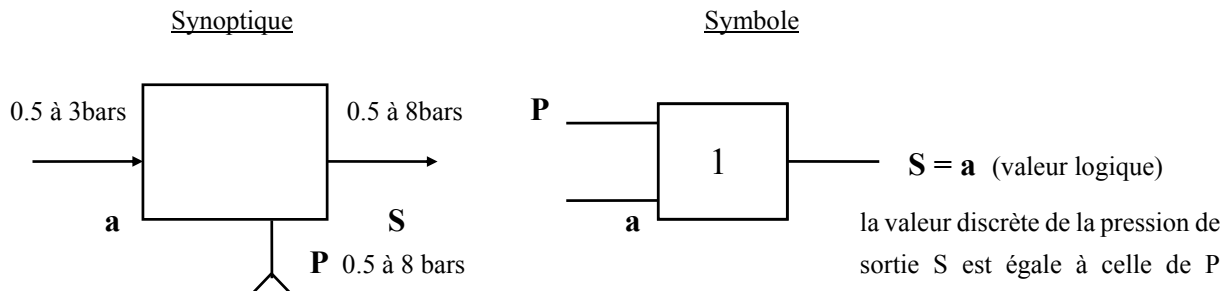 Synoptique
0.5 à 3bars
0.5 à 8bars
a
S
P 0.5 à 8 bars
Symbole
P
1
a
S = a (valeur logique)
la valeur discrète de la pression de
sortie S est égale à celle de P